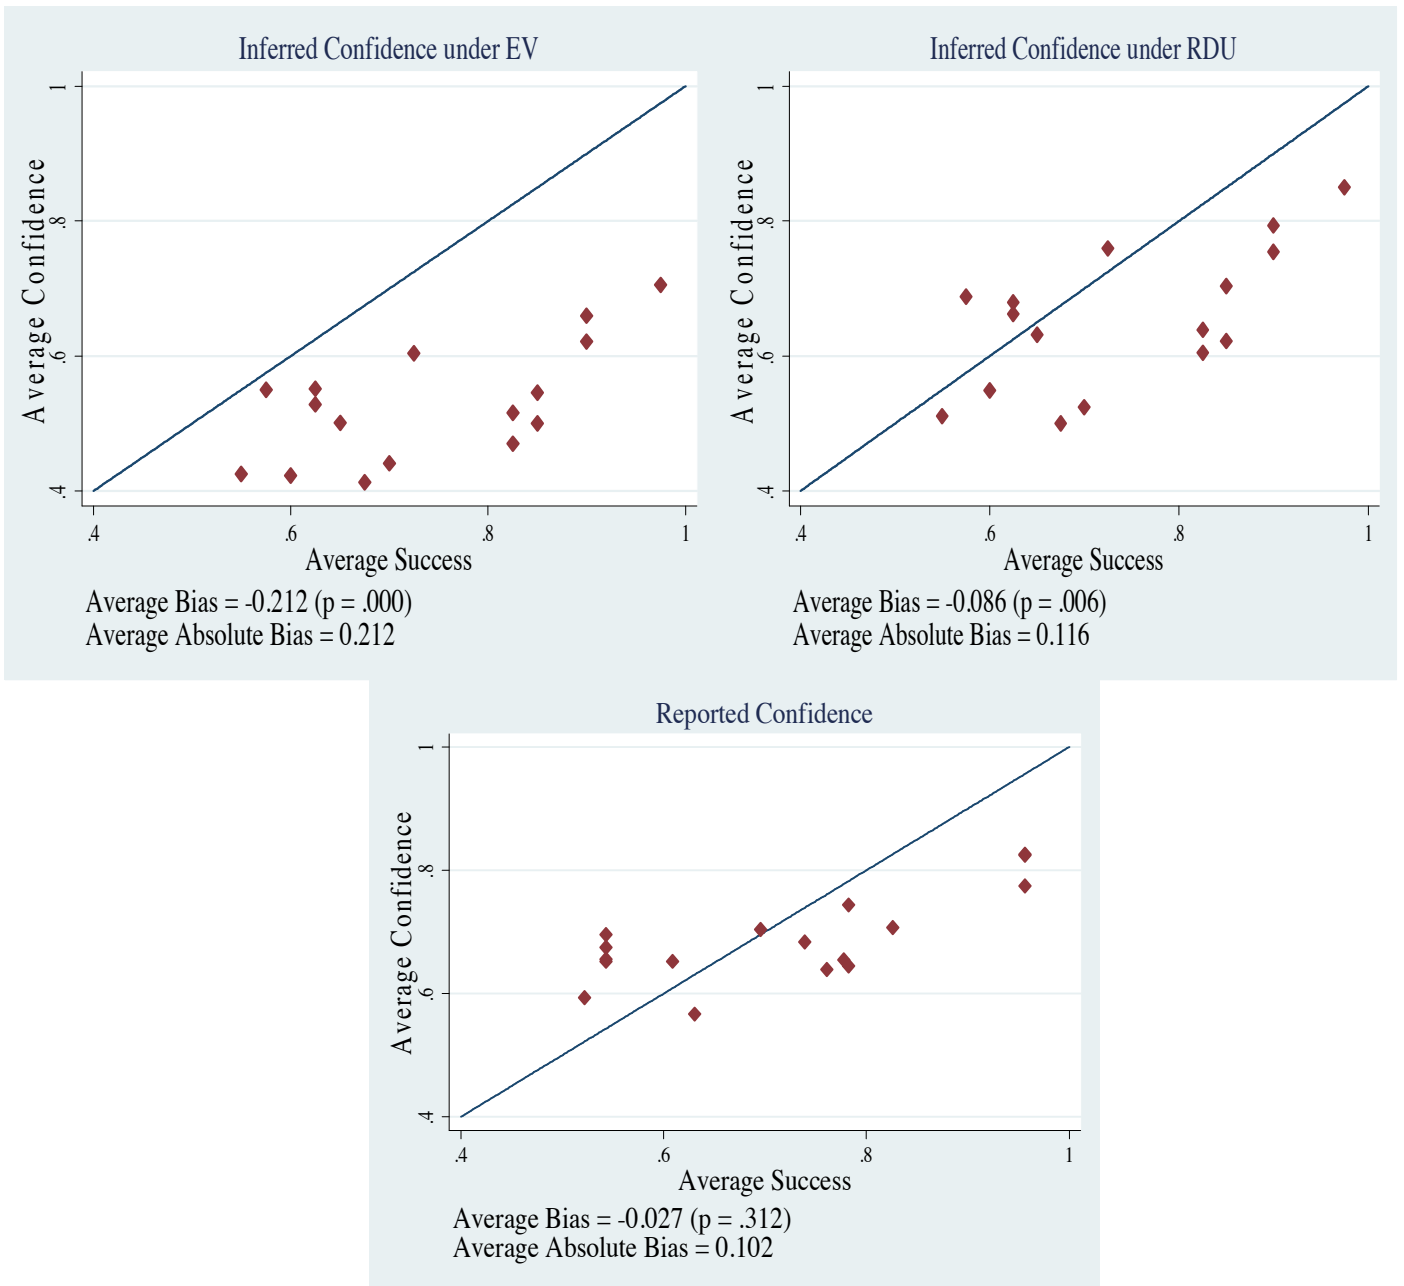 Inferred Confidence under EV
Average Confidence
1
.8
.6
.4
.4 .6 .8 1
Average Success
Average Bias = -0.212 (p = .000)
Average Absolute Bias = 0.212
Inferred Confidence under RDU
Average Confidence
1
.8
.6
.4
.4 .6 .8 1
Average Success
Average Bias = -0.086 (p = .006)
Average Absolute Bias = 0.116
Reported Confidence
Average Confidence
1
.8
.6
.4
.4 .6 .8 1
Average Success
Average Bias = -0.027 (p = .312)
Average Absolute Bias = 0.102